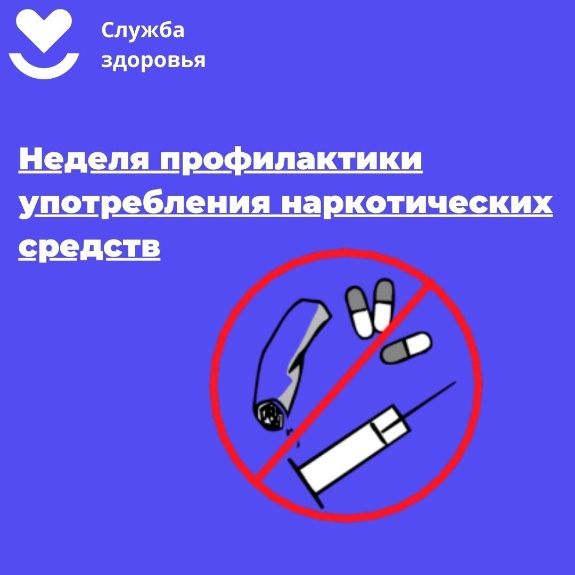 Служба
здоровья
Неделя профилактики
употребления наркотических
средств